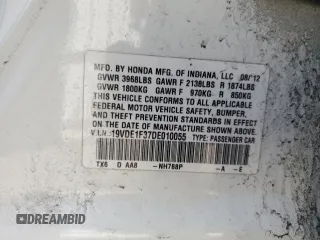 MFD. BY HONDA MFG. OF INDIANA, LLC 08/12
GVWR 3968LBS GAWR F 2138LBS R 1874LBS
GVWR 1800KG GAWR F 970KG R 850KG
THIS VEHICLE CONFORMS TO ALL APPLICABLE
FEDERAL MOTOR VEHICLE SAFETY, BUMPER, AND
THEFT PREVENTION STANDARDS IN EFFECT ON THE
DATE OF MANUFACTURE SHOWN ABOVE.
V.I.N.: 19VDE1F37DE010055 TYPE: PASSENGER CAR
TX6 D AA8 -NH788P -A -E